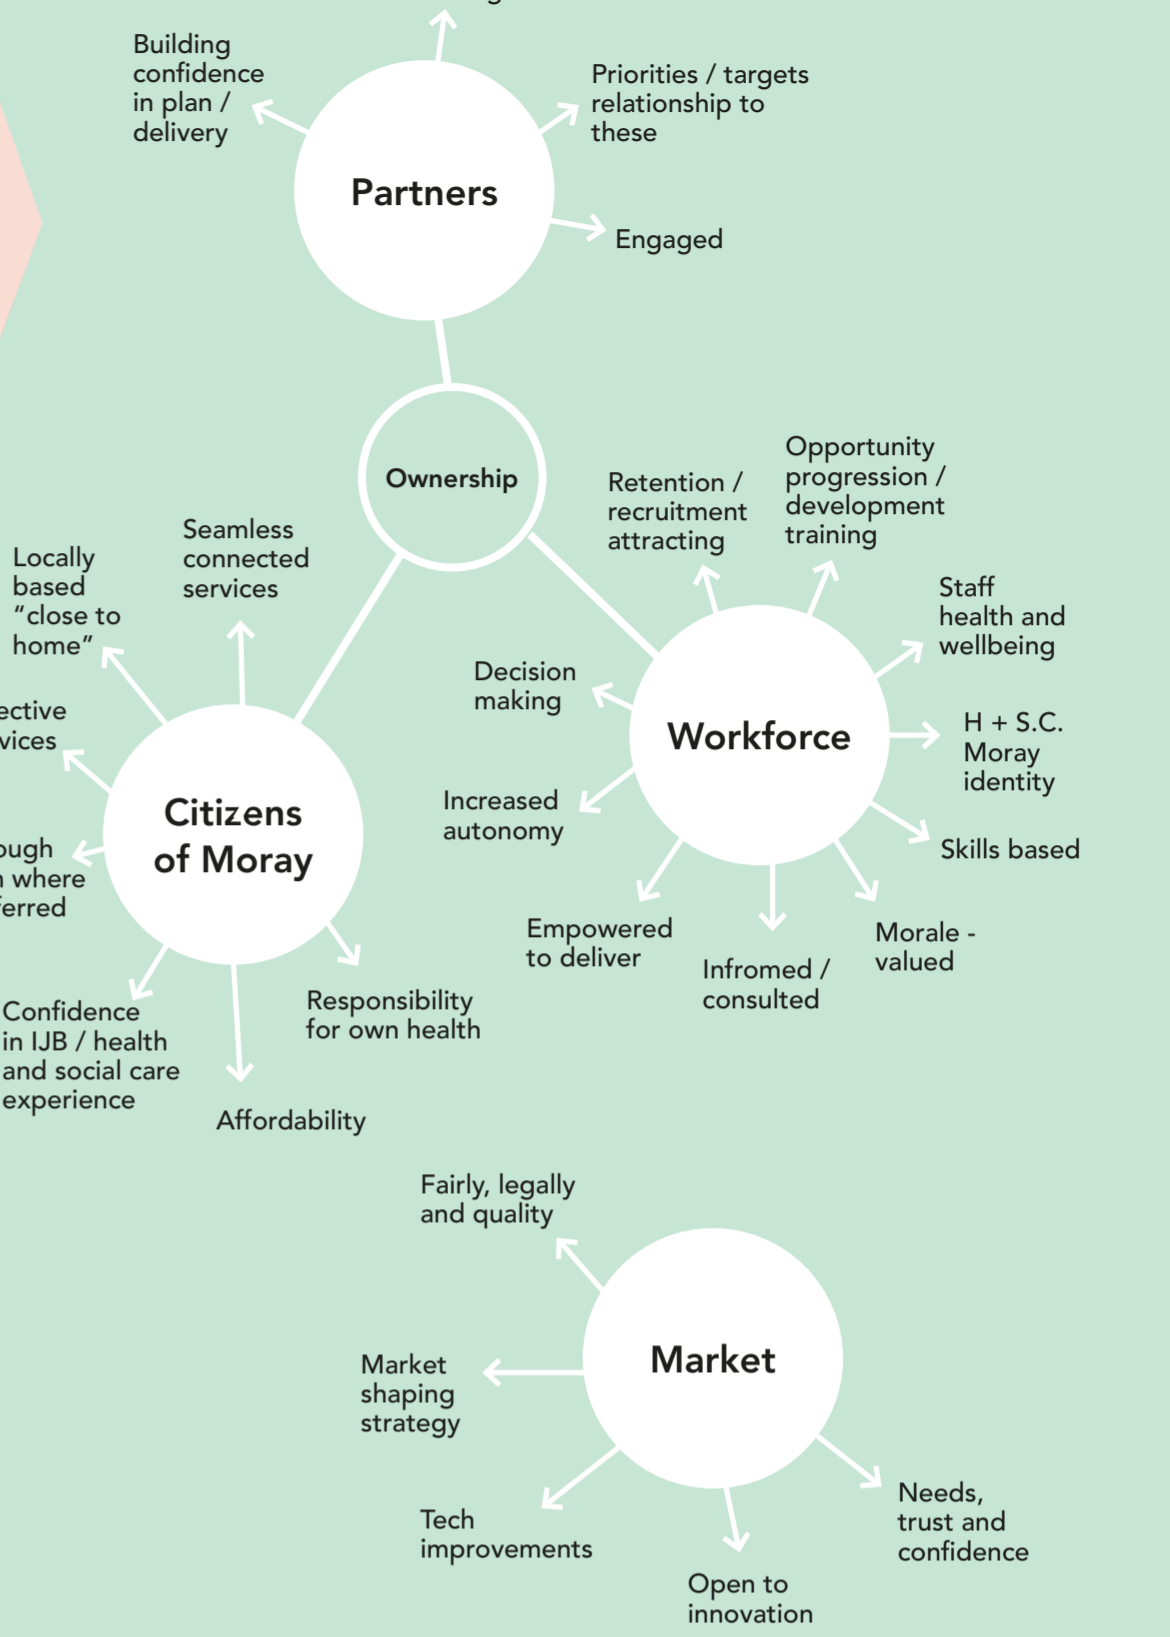 Building
confidence
in plan /
delivery
Priorities / targets
relationship to
these
Partners
Engaged
Ownership
Retention /
recruitment
attracting
Opportunity
progression /
development
training
Seamless
connected
services
Locally
based
“close to
home”
Staff
health and
wellbeing
Decision
making
Workforce
H + S.C.
Moray
identity
Increased
autonomy
Skills based
Empowered
to deliver
Infromed /
consulted
Morale -
valued
Citizens
of Moray
where
Confidence
in IJB / health
and social care
experience
Responsibility
for own health
Affordability
Fairly, legally
and quality
Market
Market
shaping
strategy
Tech
improvements
Open to
innovation
Needs,
trust and
confidence